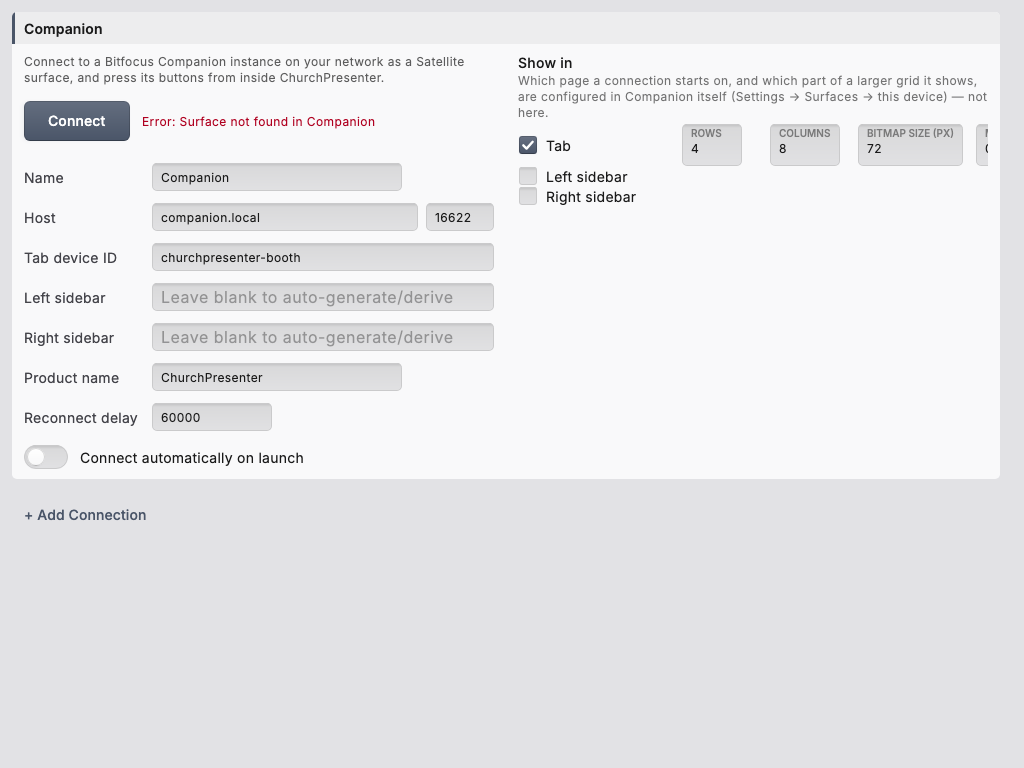 Companion
Connect to a Bitfocus Companion instance on your network as a Satellite
surface, and press its buttons from inside ChurchPresenter.
Connect
Error: Surface not found in Companion
Name
Companion
Host
companion.local
16622
Tab device ID
churchpresenter-booth
Left sidebar
Leave blank to auto-generate/derive
Right sidebar
Leave blank to auto-generate/derive
Product name
ChurchPresenter
Reconnect delay
60000
Connect automatically on launch
Show in
Which page a connection starts on, and which part of a larger grid it shows,
are configured in Companion itself (Settings → Surfaces → this device) — not
here.
Tab
ROWS
4
COLUMNS
8
BITMAP SIZE (PX)
72
Left sidebar
Right sidebar
+ Add Connection